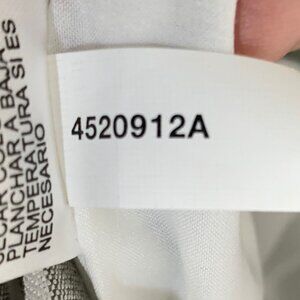 4520912A
PLANCHAR A BAJA
TEMPERATURA SI ES
NECESARIO